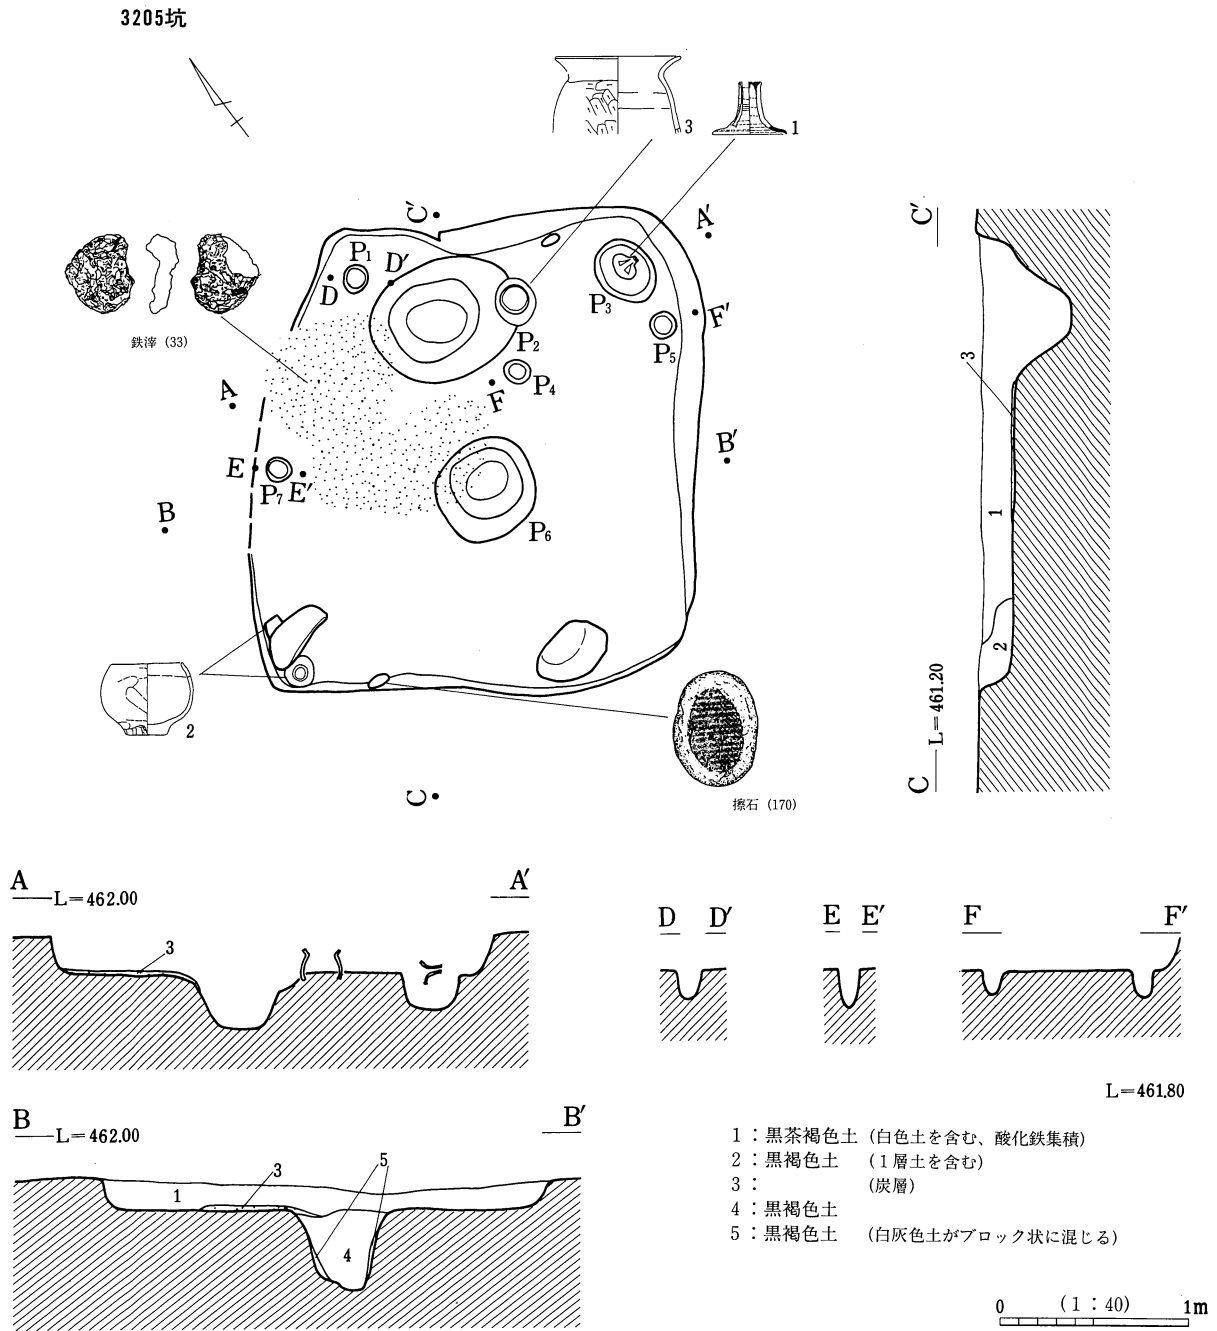 3205坑
3
1
C'
A'
C'
P1
D'
D
P3
F'
鉄滓 (33)
P2
P5
3
A
F
P4
B'
E
P7
E'
B
P6
1
2
2
L=461.20
C
C
擦石 (170)
A
L=462.00
A'
3
D
D'
E
E'
F
F'
L=461.80
B
L=462.00
B'
3
5
1
4
1：黒茶褐色土 (白色土を含む、酸化鉄集積)
2：黒褐色土 (1層土を含む)
3： (炭層)
4：黒褐色土
5：黒褐色土 (白灰色土がブロック状に混じる)
0 (1：40) 1m